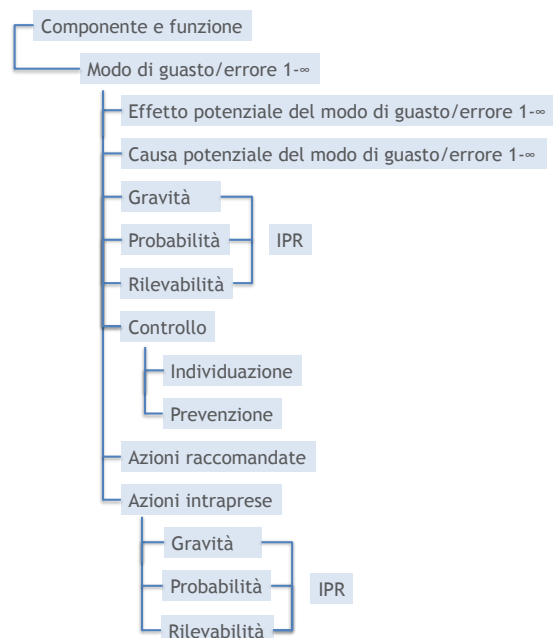 Componente e funzione
Modo di guasto/errore 1-∞
Effetto potenziale del modo di guasto/errore 1-∞
Causa potenziale del modo di guasto/errore 1-∞
Gravità
Probabilità
IPR
Rilevabilità
Controllo
Individuazione
Prevenzione
Azioni raccomandate
Azioni intraprese
Gravità
Probabilità
IPR
Rilevabilità